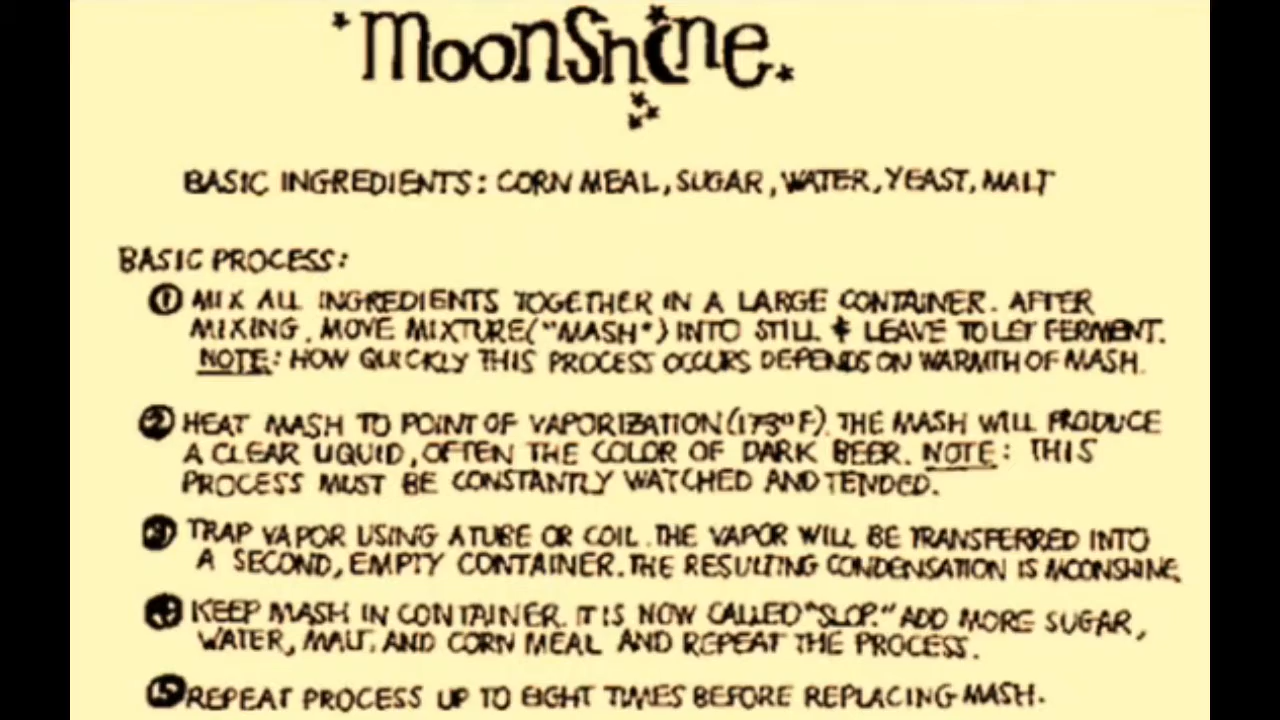 Moonshine
BASIC INGREDIENTS: CORN MEAL, SUGAR, WATER, YEAST, MALT
BASIC PROCESS:
1 MIX ALL INGREDIENTS TOGETHER IN A LARGE CONTAINER. AFTER
MIXING, MOVE MIXTURE ("MASH") INTO STILL & LEAVE TO LET FERMENT.
NOTE: HOW QUICKLY THIS PROCESS OCCURS DEPENDS ON WARMTH OF MASH.
2 HEAT MASH TO POINT OF VAPORIZATION (173° F). THE MASH WILL PRODUCE
A CLEAR LIQUID, OFTEN THE COLOR OF DARK BEER. NOTE: THIS
PROCESS MUST BE CONSTANTLY WATCHED AND TENDED.
3 TRAP VAPOR USING A TUBE OR COIL. THE VAPOR WILL BE TRANSFERRED INTO
A SECOND, EMPTY CONTAINER. THE RESULTING CONDENSATION IS MOONSHINE.
4 KEEP MASH IN CONTAINER. IT IS NOW CALLED "SLOP." ADD MORE SUGAR,
WATER, MALT, AND CORN MEAL AND REPEAT THE PROCESS.
5 REPEAT PROCESS UP TO EIGHT TIMES BEFORE REPLACING MASH.